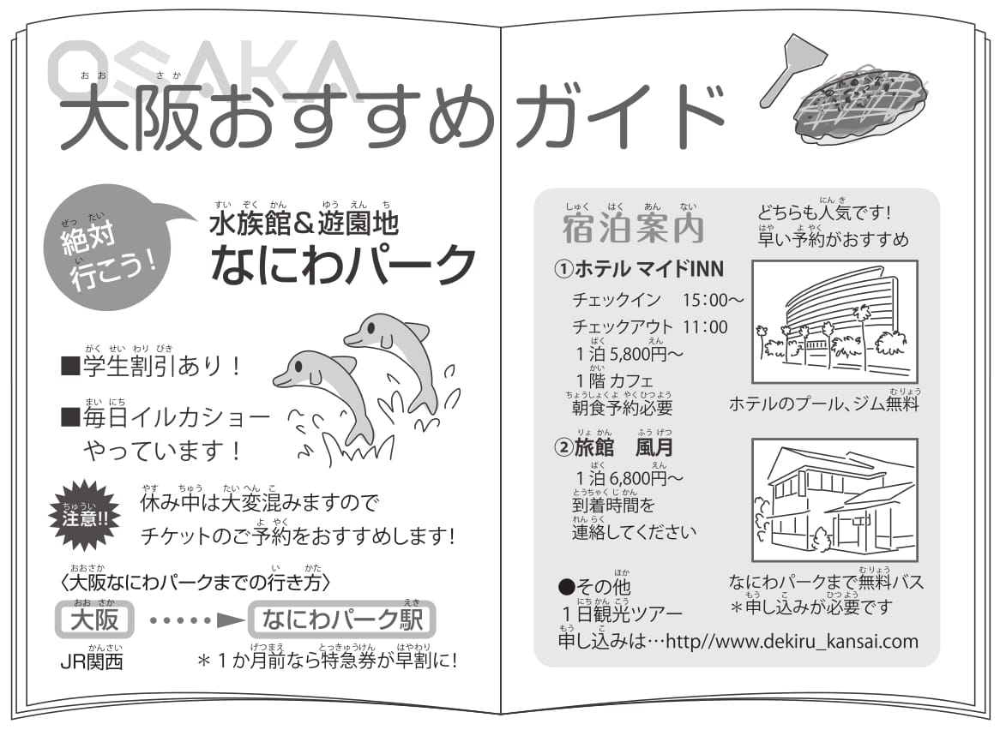 OSAKA
大阪おすすめガイド
絶対
行こう！
水族館＆遊園地
なにわパーク
■学生割引あり！
■毎日イルカショー
やっています！
注意!!
休み中は大変混みますので
チケットのご予約をおすすめします！
〈大阪なにわパークまでの行き方〉
大阪 ・・・・・▶ なにわパーク駅
JR関西
＊１か月前なら特急券が早割に！
宿泊案内
どちらも人気です！
早い予約がおすすめ
①ホテル マイドINN
チェックイン 15：00～
チェックアウト 11：00
１泊 5,800円～
１階 カフェ
朝食予約必要
ホテルのプール、ジム無料
②旅館 風月
１泊 6,800円～
到着時間を
連絡してください
なにわパークまで無料バス
＊申し込みが必要です
●その他
１日観光ツアー
申し込みは…http//www.dekiru_kansai.com